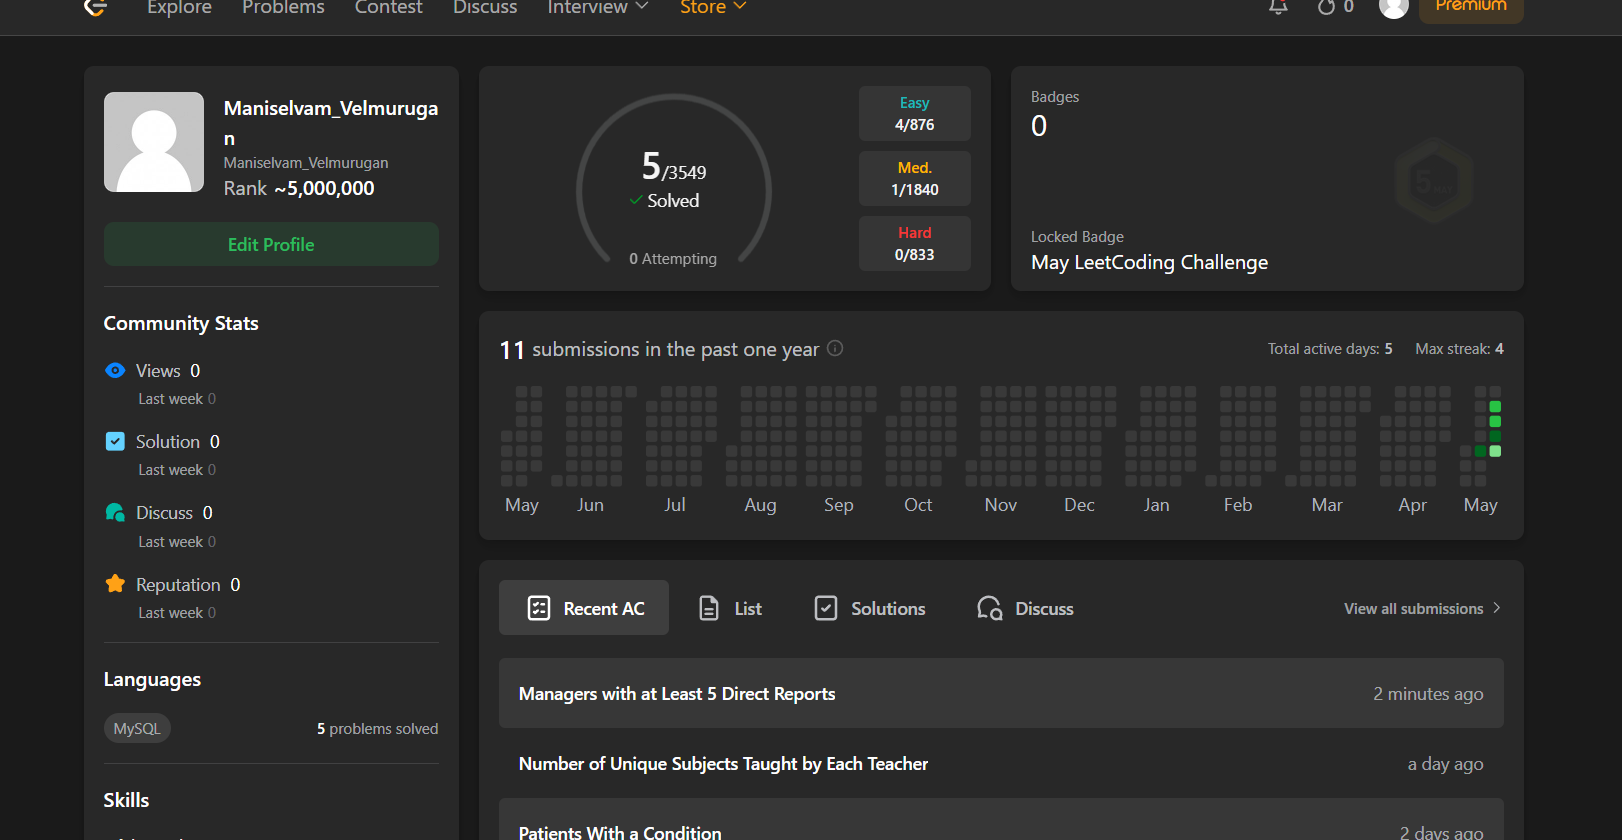 Explore Problems Contest Discuss Interview Store 0 Premium
Maniselvam_Velmuruga
n
Maniselvam_Velmurugan
Rank ~5,000,000
Edit Profile
Community Stats
Views 0
Last week 0
Solution 0
Last week 0
Discuss 0
Last week 0
Reputation 0
Last week 0
Languages
MySQL 5 problems solved
Skills
5/3549
Solved
0 Attempting
Easy
4/876
Med.
1/1840
Hard
0/833
Badges
0
Locked Badge
May LeetCoding Challenge
11 submissions in the past one year Total active days: 5 Max streak: 4
May Jun Jul Aug Sep Oct Nov Dec Jan Feb Mar Apr May
Recent AC List Solutions Discuss View all submissions
Managers with at Least 5 Direct Reports 2 minutes ago
Number of Unique Subjects Taught by Each Teacher a day ago
Patients With a Condition 2 days ago